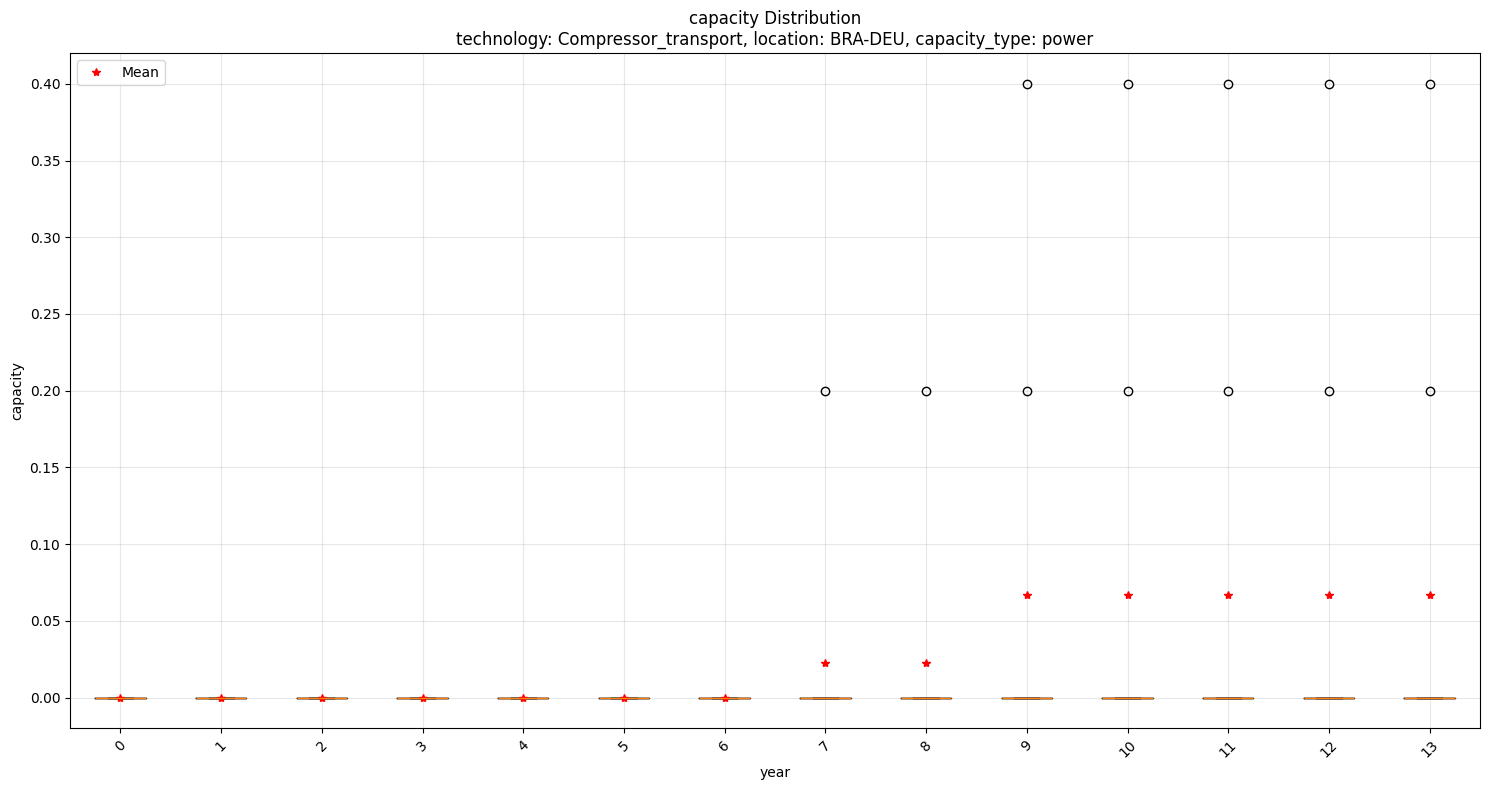 capacity Distribution
technology: Compressor_transport, location: BRA-DEU, capacity_type: power
Mean
0.40
0.35
0.30
0.25
0.20
0.15
0.10
0.05
0.00
capacity
0 1 2 3 4 5 6 7 8 9 10 11 12 13
year